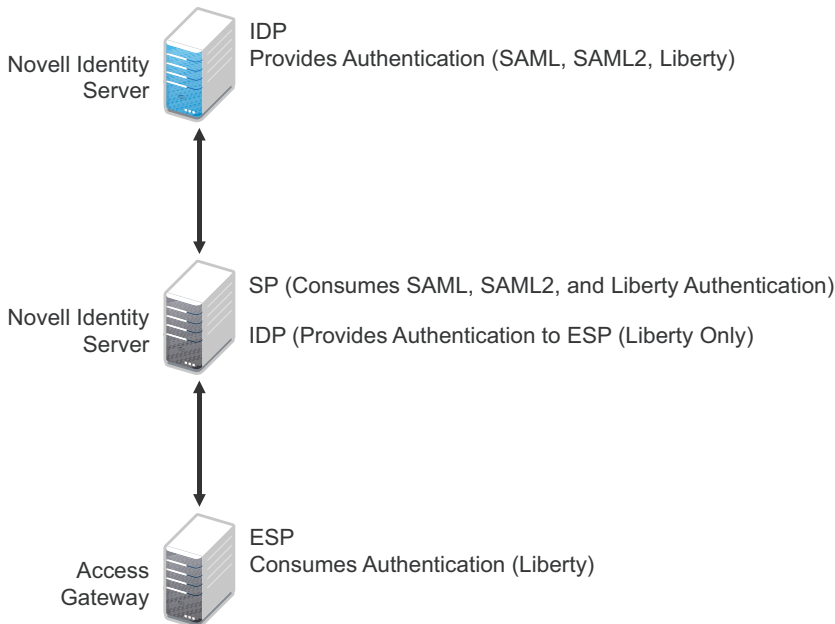 IDP
Provides Authentication (SAML, SAML2, Liberty)
Novell Identity
Server
SP (Consumes SAML, SAML2, and Liberty Authentication)
Novell Identity
Server
IDP (Provides Authentication to ESP (Liberty Only)
ESP
Consumes Authentication (Liberty)
Access
Gateway